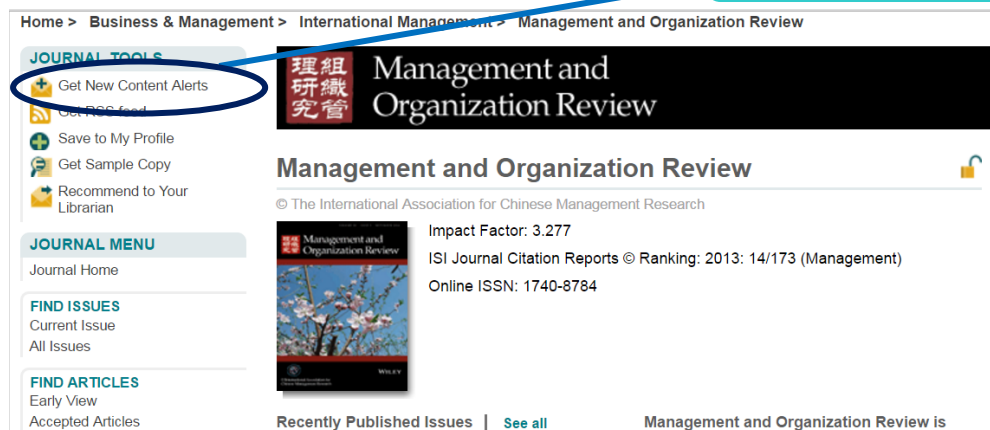 Home > Business & Management > International Management > Management and Organization Review
JOURNAL TOOLS
Get New Content Alerts
Get RSS feed
Save to My Profile
Get Sample Copy
Recommend to Your
Librarian
JOURNAL MENU
Journal Home
FIND ISSUES
Current Issue
All Issues
FIND ARTICLES
Early View
Accepted Articles
理組
研織
究管
Management and
Organization Review
Management and Organization Review
© The International Association for Chinese Management Research
Management and
Organization Review
WILEY
Impact Factor: 3.277
ISI Journal Citation Reports © Ranking: 2013: 14/173 (Management)
Online ISSN: 1740-8784
Recently Published Issues | See all
Management and Organization Review is